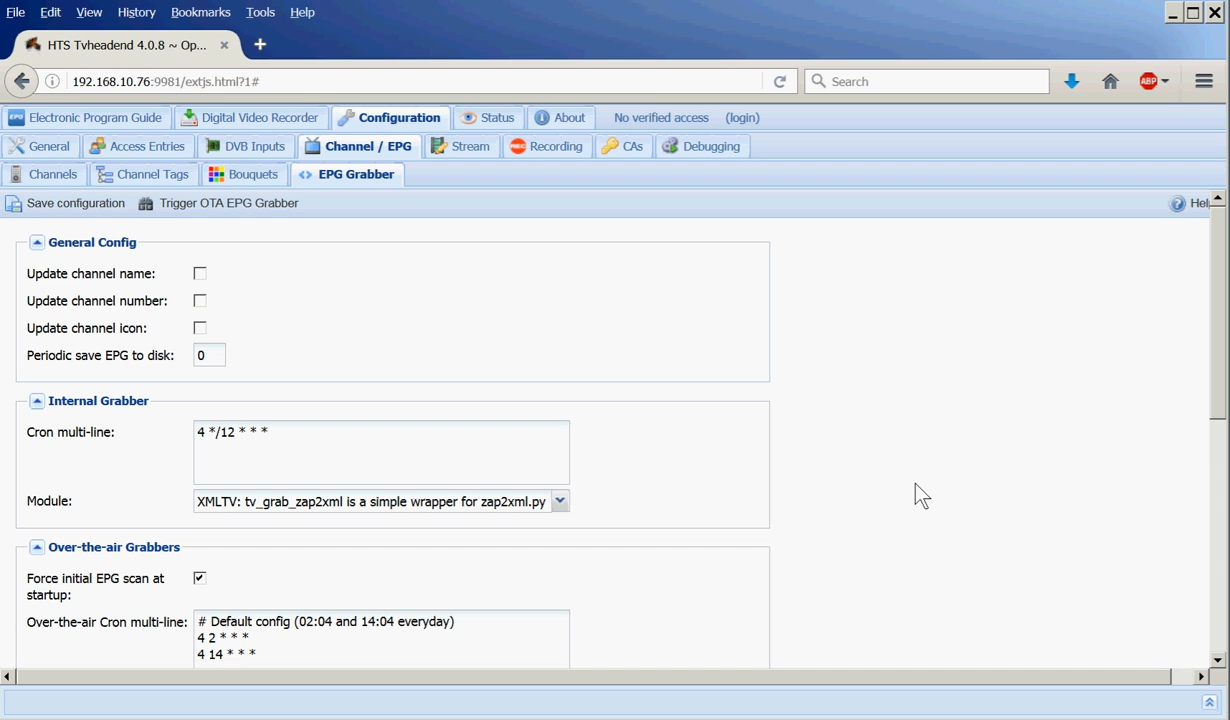 File Edit View History Bookmarks Tools Help
HTS Tvheadend 4.0.8 ~ Op...
192.168.10.76:9981/extjs.html?1# Search ABP
EPG Electronic Program Guide Digital Video Recorder Configuration Status About No verified access (login)
General Access Entries DVB Inputs Channel / EPG Stream REC Recording CAs Debugging
Channels Channel Tags Bouquets EPG Grabber
Save configuration Trigger OTA EPG Grabber Hel
General Config
Update channel name:
Update channel number:
Update channel icon:
Periodic save EPG to disk: 0
Internal Grabber
Cron multi-line: 4 */12 * * *
Module: XMLTV: tv_grab_zap2xml is a simple wrapper for zap2xml.py
Over-the-air Grabbers
Force initial EPG scan at
startup:
Over-the-air Cron multi-line: # Default config (02:04 and 14:04 everyday)
4 2 * * *
4 14 * * *